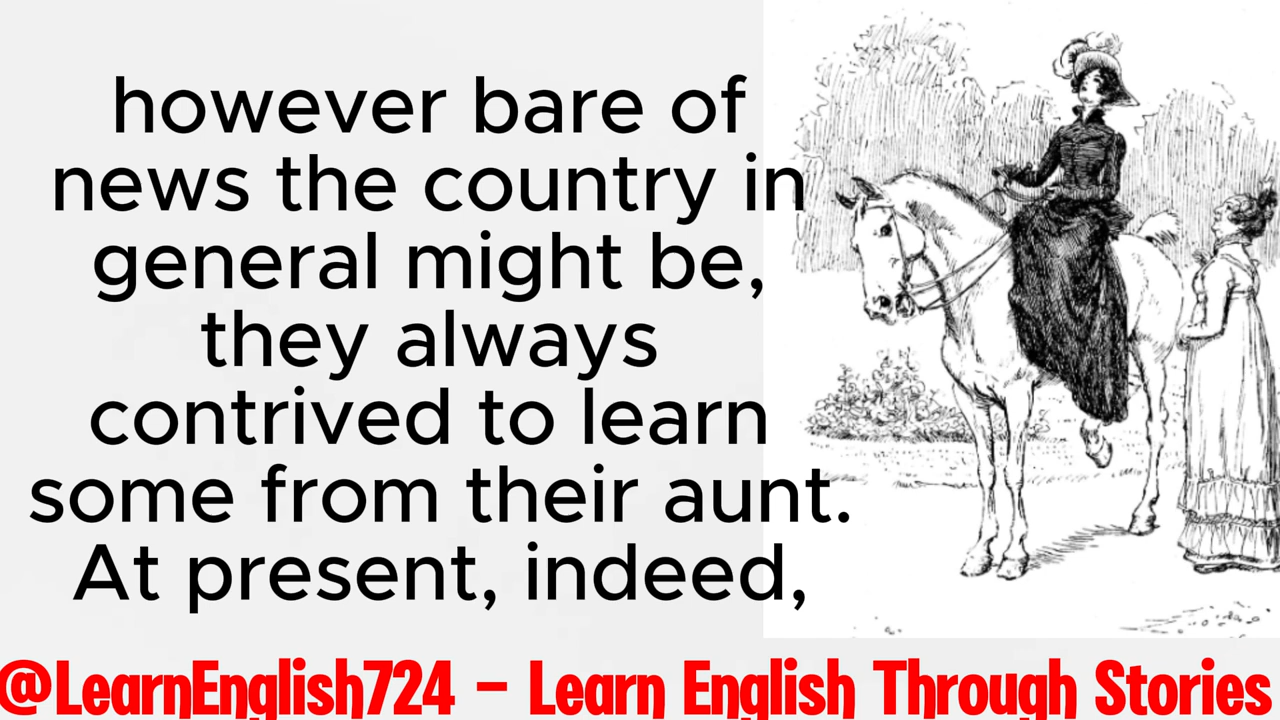 however bare of
news the country in
general might be,
they always
contrived to learn
some from their aunt.
At present, indeed,
@LearnEnglish724 - Learn English Through Stories